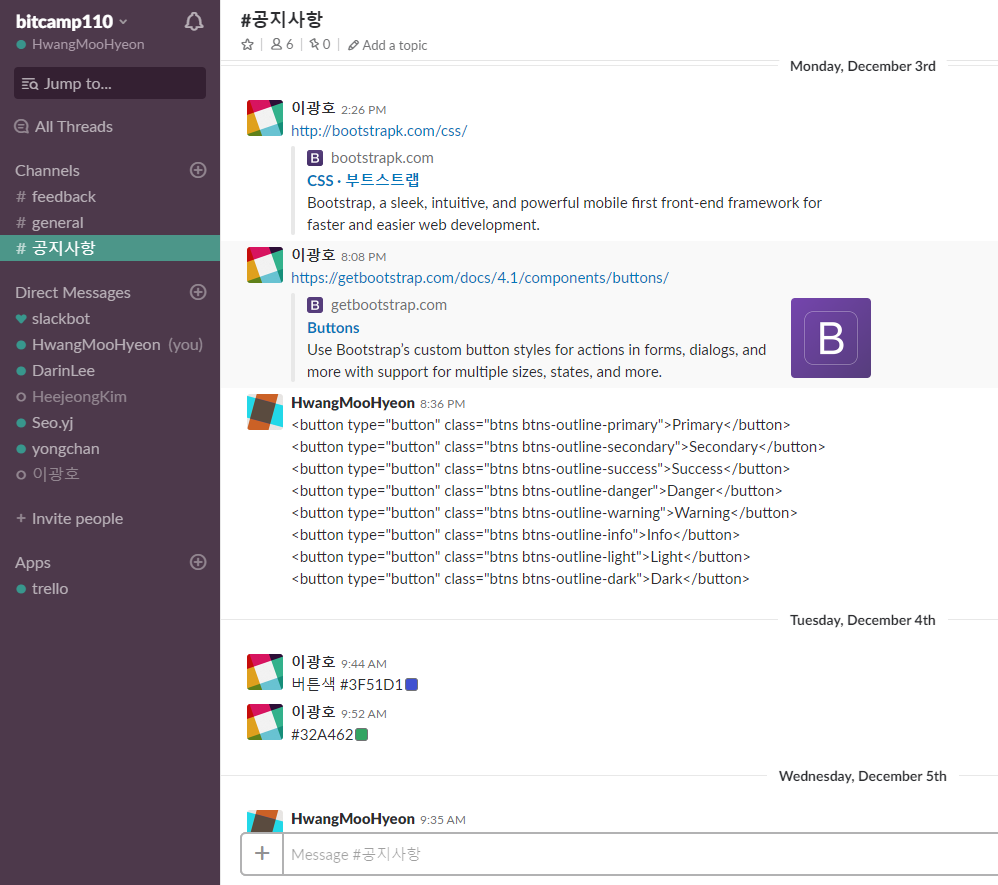 bitcamp110
HwangMooHyeon
Jump to...
All Threads
Channels
# feedback
# general
# 공지사항
Direct Messages
slackbot
HwangMooHyeon (you)
DarinLee
HeejeongKim
Seo.yj
yongchan
이광호
+ Invite people
Apps
trello
#공지사항
6
0
Add a topic
Monday, December 3rd
이광호 2:26 PM
http://bootstrapk.com/css/
B bootstrapk.com
CSS · 부트스트랩
Bootstrap, a sleek, intuitive, and powerful mobile first front-end framework for
faster and easier web development.
이광호 8:08 PM
https://getbootstrap.com/docs/4.1/components/buttons/
B getbootstrap.com
Buttons
Use Bootstrap’s custom button styles for actions in forms, dialogs, and
more with support for multiple sizes, states, and more.
B
HwangMooHyeon 8:36 PM
<button type="button" class="btns btns-outline-primary">Primary</button>
<button type="button" class="btns btns-outline-secondary">Secondary</button>
<button type="button" class="btns btns-outline-success">Success</button>
<button type="button" class="btns btns-outline-danger">Danger</button>
<button type="button" class="btns btns-outline-warning">Warning</button>
<button type="button" class="btns btns-outline-info">Info</button>
<button type="button" class="btns btns-outline-light">Light</button>
<button type="button" class="btns btns-outline-dark">Dark</button>
Tuesday, December 4th
이광호 9:44 AM
버튼색 #3F51D1
이광호 9:52 AM
#32A462
Wednesday, December 5th
HwangMooHyeon 9:35 AM
+ Message #공지사항